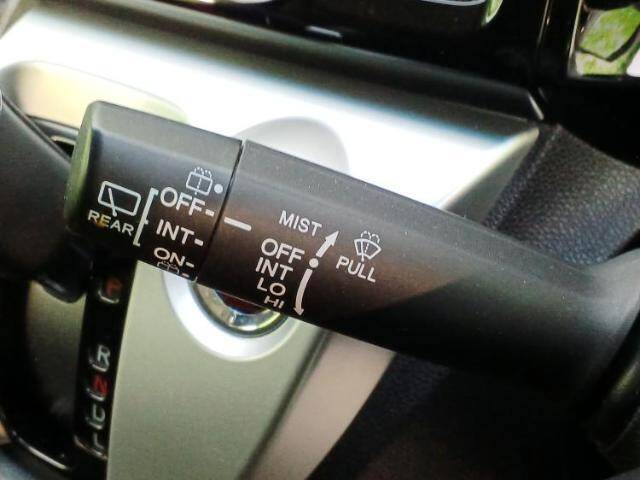 REAR
OFF-
INT-
ON-
MIST
OFF
INT
LO
HI
PULL
R
N